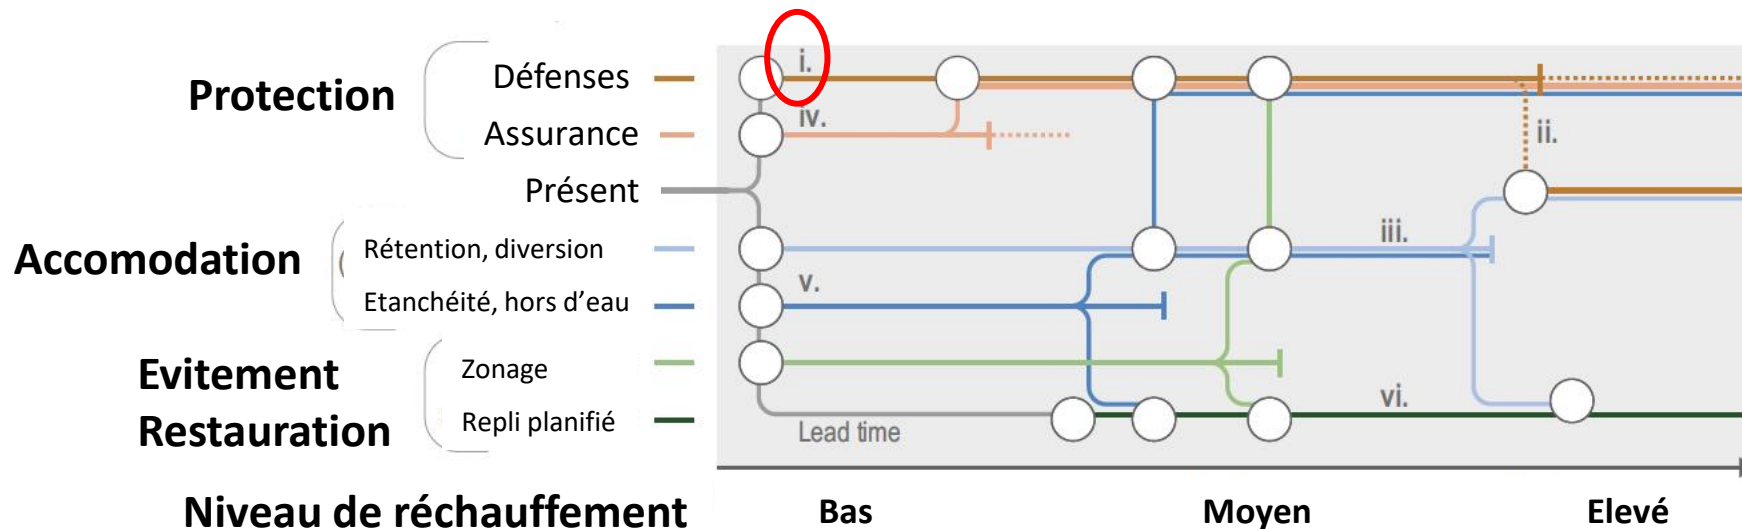 Protection
Défenses
i.
Assurance
iv.
ii.
Présent
Accomodation
Rétention, diversion
iii.
Etanchéité, hors d'eau
v.
Evitement
Zonage
Restauration
Repli planifié
vi.
Lead time
Niveau de réchauffement
Bas
Moyen
Elevé